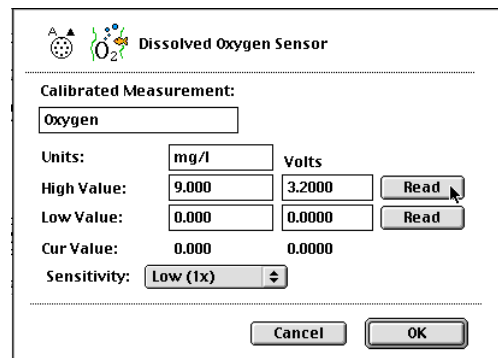 A
O2 Dissolved Oxygen Sensor
Calibrated Measurement:
Oxygen
Units: mg/l Volts
High Value: 9.000 3.2000 Read
Low Value: 0.000 0.0000 Read
Cur Value: 0.000 0.0000
Sensitivity: Low (1x)
Cancel OK